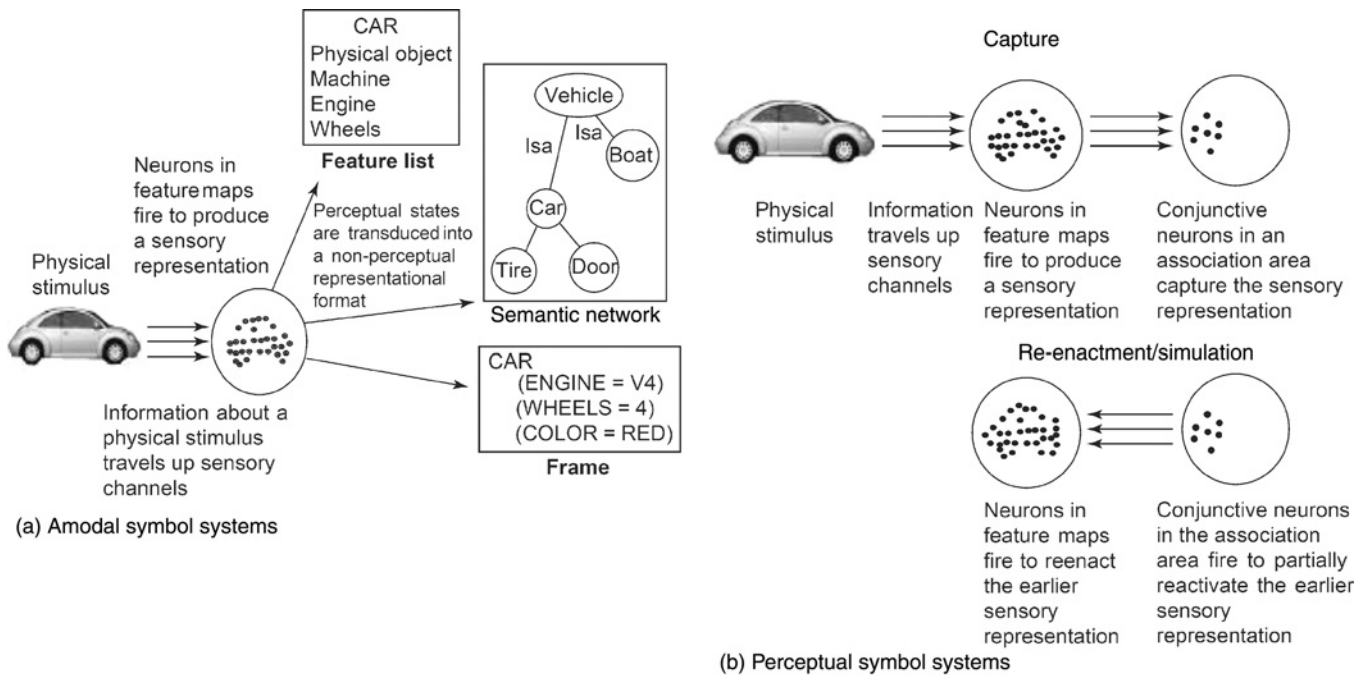 CAR
Physical object
Machine
Engine
Wheels
Feature list
Neurons in
feature maps
fire to produce
a sensory
representation
Perceptual states
are transduced into
a non-perceptual
representational
format
Physical
stimulus
Vehicle
Isa
Isa
Boat
Car
Tire
Door
Semantic network
CAR
(ENGINE = V4)
(WHEELS = 4)
(COLOR = RED)
Frame
Information about a
physical stimulus
travels up sensory
channels
(a) Amodal symbol systems
Capture
Physical
stimulus
Information
travels up
sensory
channels
Neurons in
feature maps
fire to produce
a sensory
representation
Conjunctive
neurons in an
association area
capture the sensory
representation
Re-enactment/simulation
Neurons in
feature maps
fire to reenact
the earlier
sensory
representation
Conjunctive neurons
in the association
area fire to partially
reactivate the earlier
sensory
representation
(b) Perceptual symbol systems